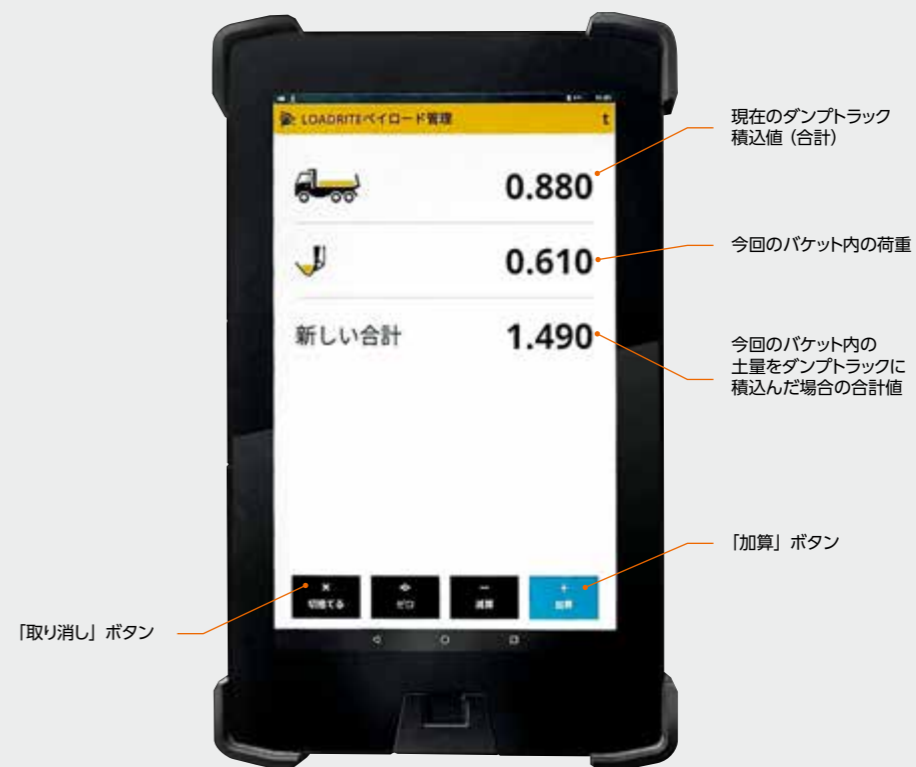 LOADRITEペイロード管理
t
0.880
0.610
新しい合計
1.490
現在のダンプトラック
積込値（合計）
今回のバケット内の荷重
今回のバケット内の
土量をダンプトラックに
積込んだ場合の合計値
「加算」ボタン
×
切捨てる
ゼロ
−
減算
+
加算
「取り消し」ボタン